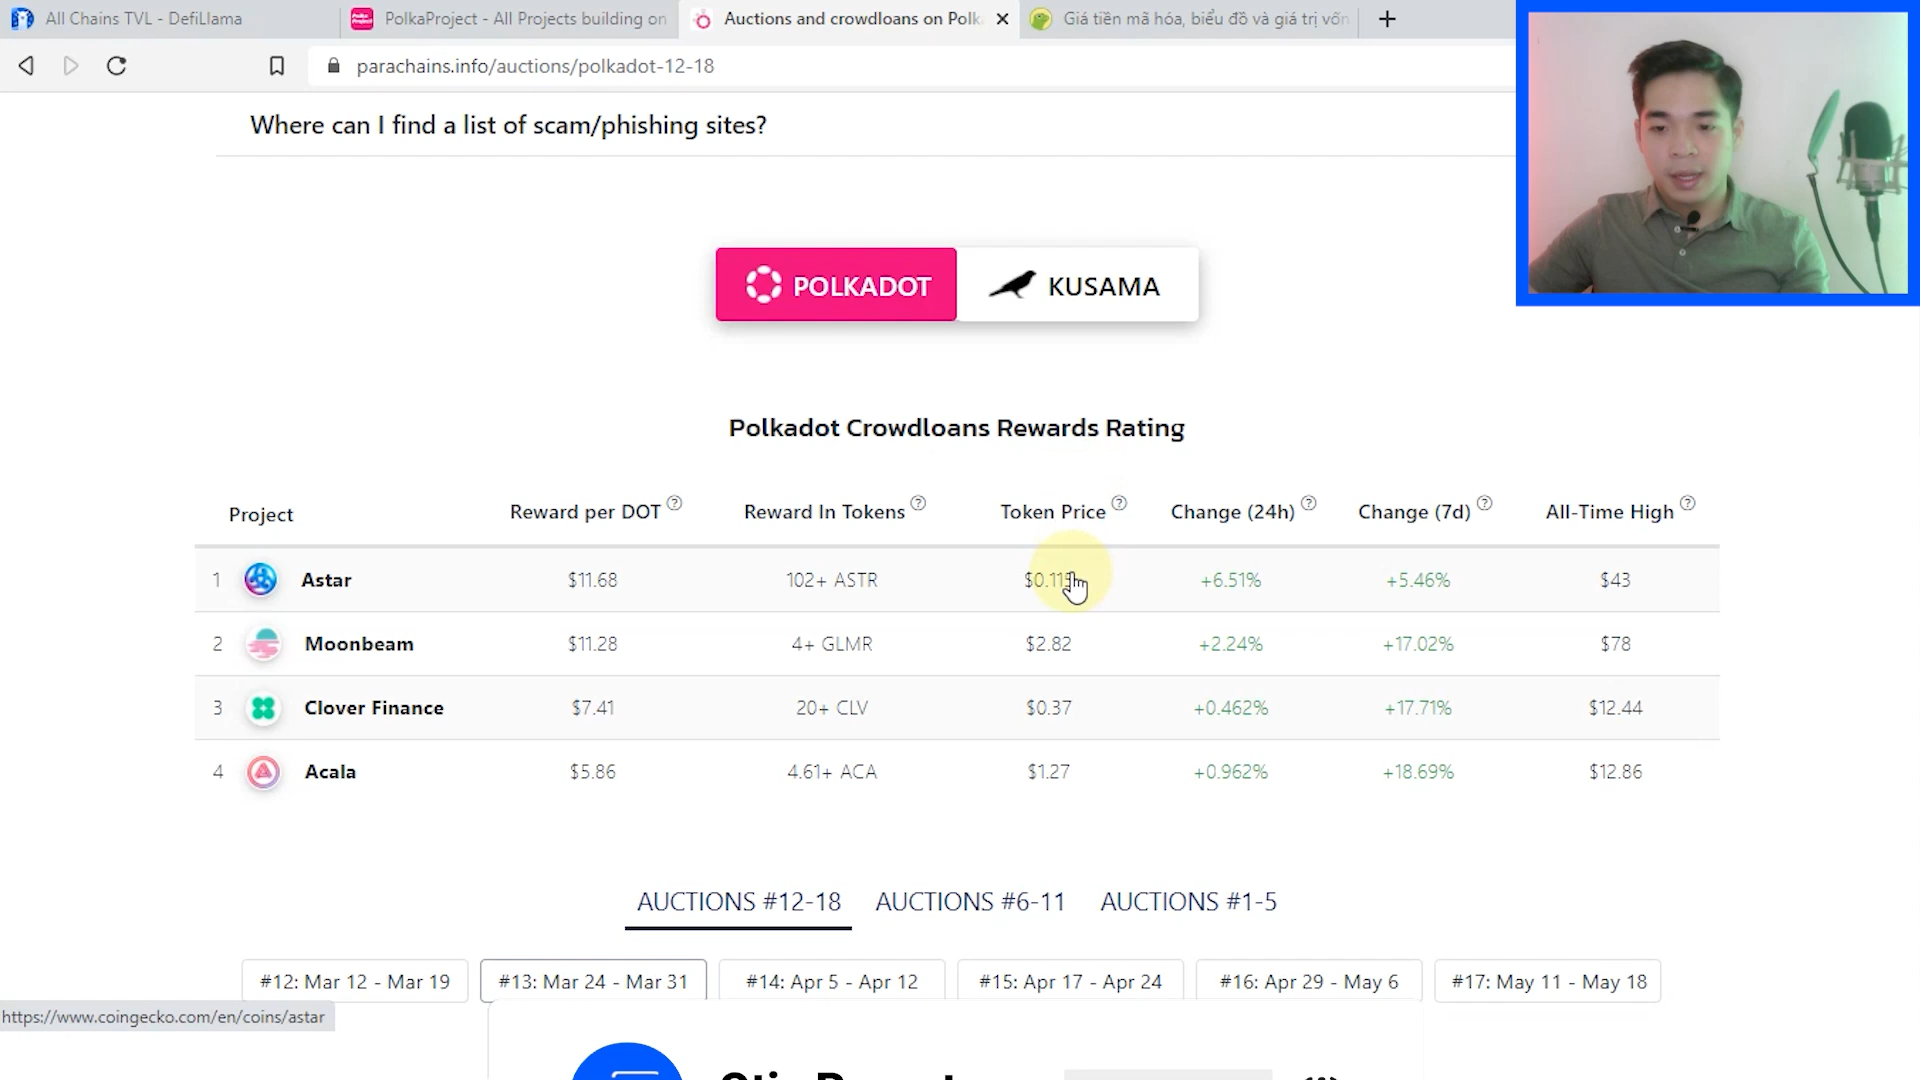 All Chains TVL - DefiLlama
PolkaProject - All Projects building on
Auctions and crowdloans on Polk
Giá tiền mã hóa, biểu đồ và giá trị vốn
parachains.info/auctions/polkadot-12-18
Where can I find a list of scam/phishing sites?
POLKADOT KUSAMA
Polkadot Crowdloans Rewards Rating
Project Reward per DOT Reward In Tokens Token Price Change (24h) Change (7d) All-Time High
1 Astar $11.68 102+ ASTR +6.51% +5.46% $43
2 Moonbeam $11.28 4+ GLMR $2.82 +2.24% +17.02% $78
3 Clover Finance $7.41 20+ CLV $0.37 +0.462% +17.71% $12.44
4 Acala $5.86 4.61+ ACA $1.27 +0.962% +18.69% $12.86
AUCTIONS #12-18 AUCTIONS #6-11 AUCTIONS #1-5
#12: Mar 12 - Mar 19 #13: Mar 24 - Mar 31 #14: Apr 5 - Apr 12 #15: Apr 17 - Apr 24 #16: Apr 29 - May 6 #17: May 11 - May 18
https://www.coingecko.com/en/coins/astar